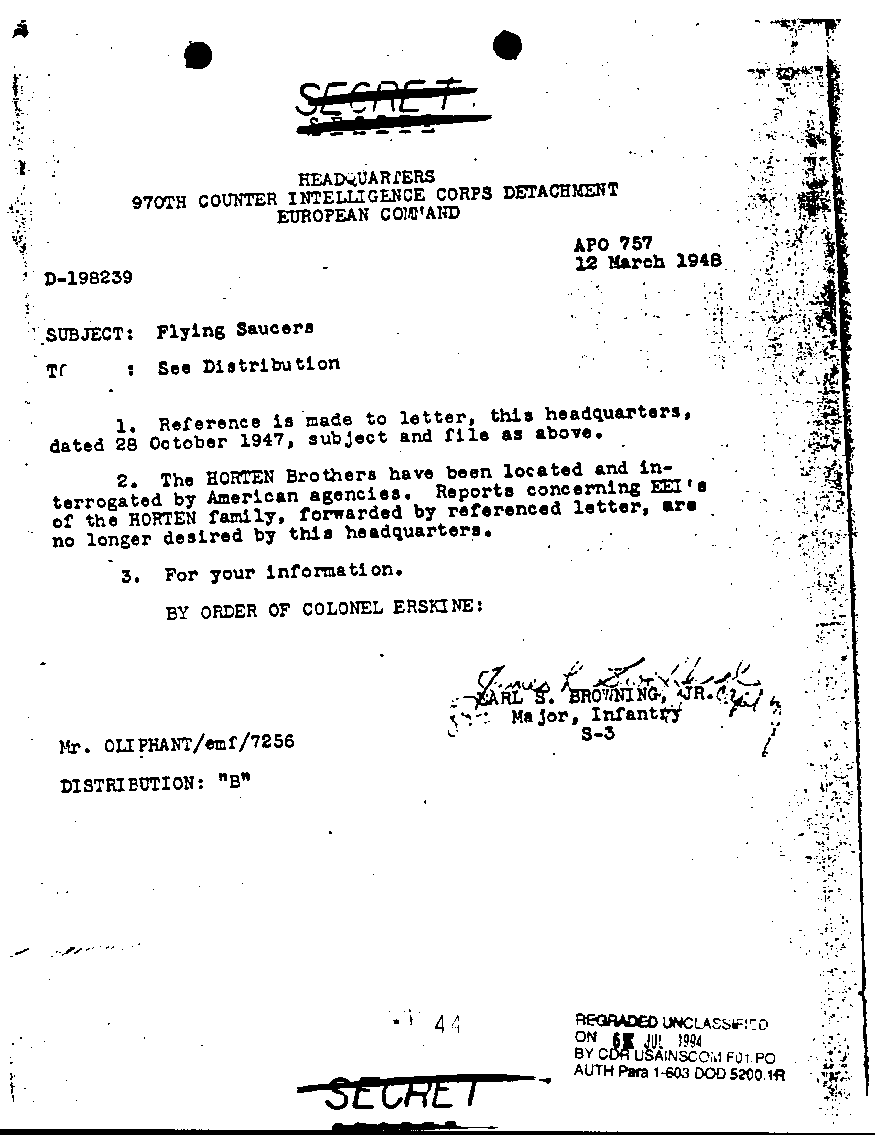 SECRET
SECRET
HEADQUARTERS
970TH COUNTER INTELLIGENCE CORPS DETACHMENT
EUROPEAN COMMAND
APO 757
12 March 1948
D-198239
SUBJECT: Flying Saucers
TO : See Distribution
1. Reference is made to letter, this headquarters,
dated 28 October 1947, subject and file as above.
2. The HORTEN Brothers have been located and in-
terrogated by American agencies. Reports concerning EEI's
of the HORTEN family, forwarded by referenced letter, are
no longer desired by this headquarters.
3. For your information.
BY ORDER OF COLONEL ERSKINE:
EARL S. BROWNING, JR.
Major, Infantry
S-3
Mr. OLIPHANT/emf/7256
DISTRIBUTION: "B"
44
REGRADED UNCLASSIFIED
ON JUL 1994
BY CDR USAINSCOM FOI PO
AUTH Para 1-603 DOD 5200.1R
SECRET